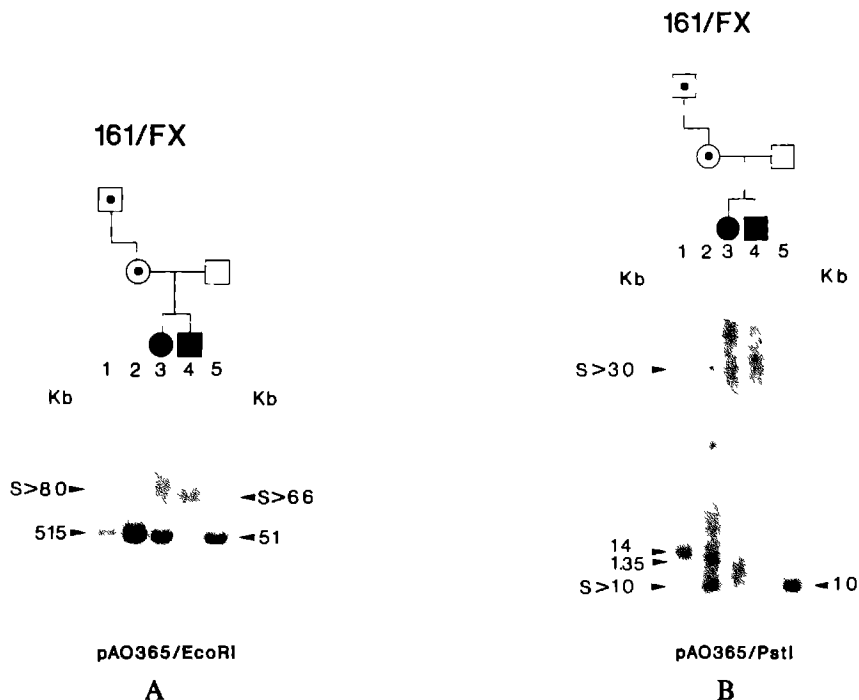 161/FX
1 2 3 4 5
Kb Kb
S>80 S>66
515 51
pAO365/EcoRI
A
161/FX
1 2 3 4 5
Kb Kb
S>30
14
1.35
S>10 10
pAO365/PstI
B